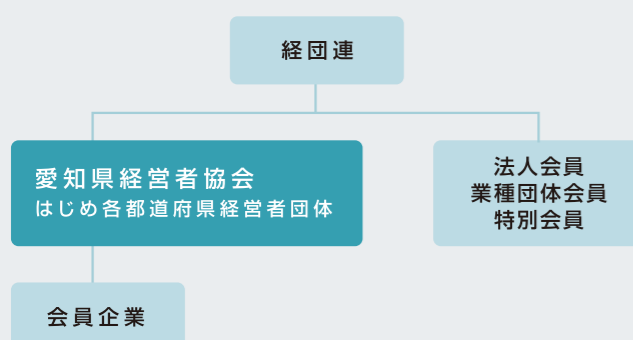 経団連
愛知県経営者協会
はじめ各都道府県経営者団体
法人会員
業種団体会員
特別会員
会員企業